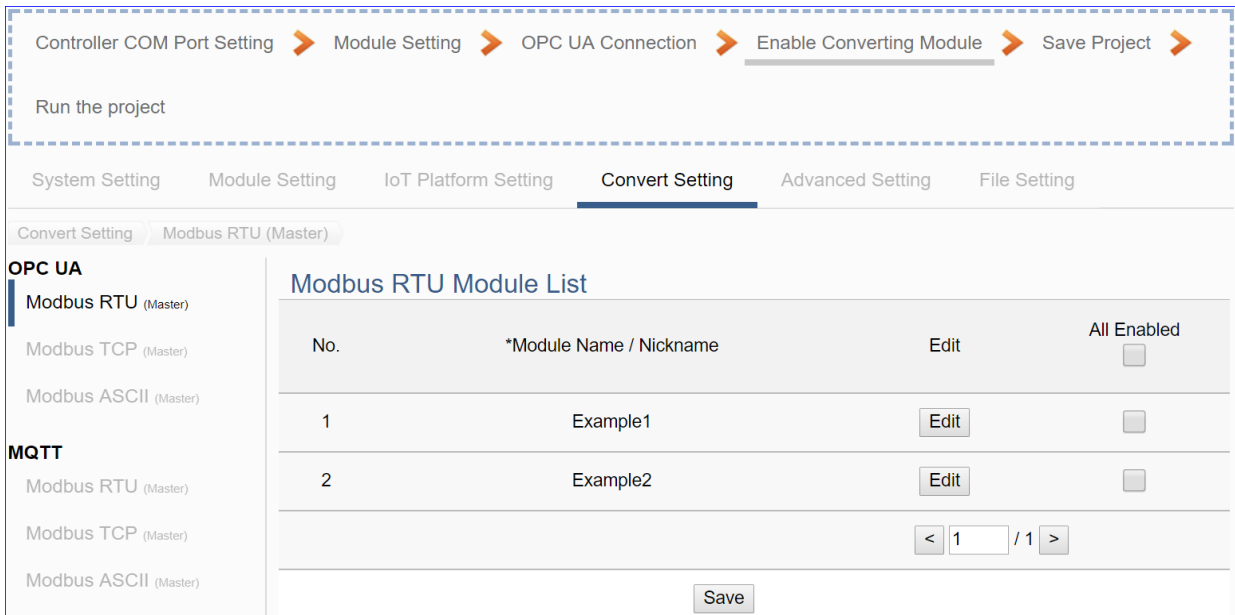 Controller COM Port Setting Module Setting OPC UA Connection Enable Converting Module Save Project
Run the project
System Setting Module Setting IoT Platform Setting Convert Setting Advanced Setting File Setting
Convert Setting Modbus RTU (Master)
OPC UA
Modbus RTU (Master)
Modbus TCP (Master)
Modbus ASCII (Master)
MQTT
Modbus RTU (Master)
Modbus TCP (Master)
Modbus ASCII (Master)
Modbus RTU Module List
No. *Module Name / Nickname Edit All Enabled
1 Example1 Edit
2 Example2 Edit
< 1 / 1 >
Save